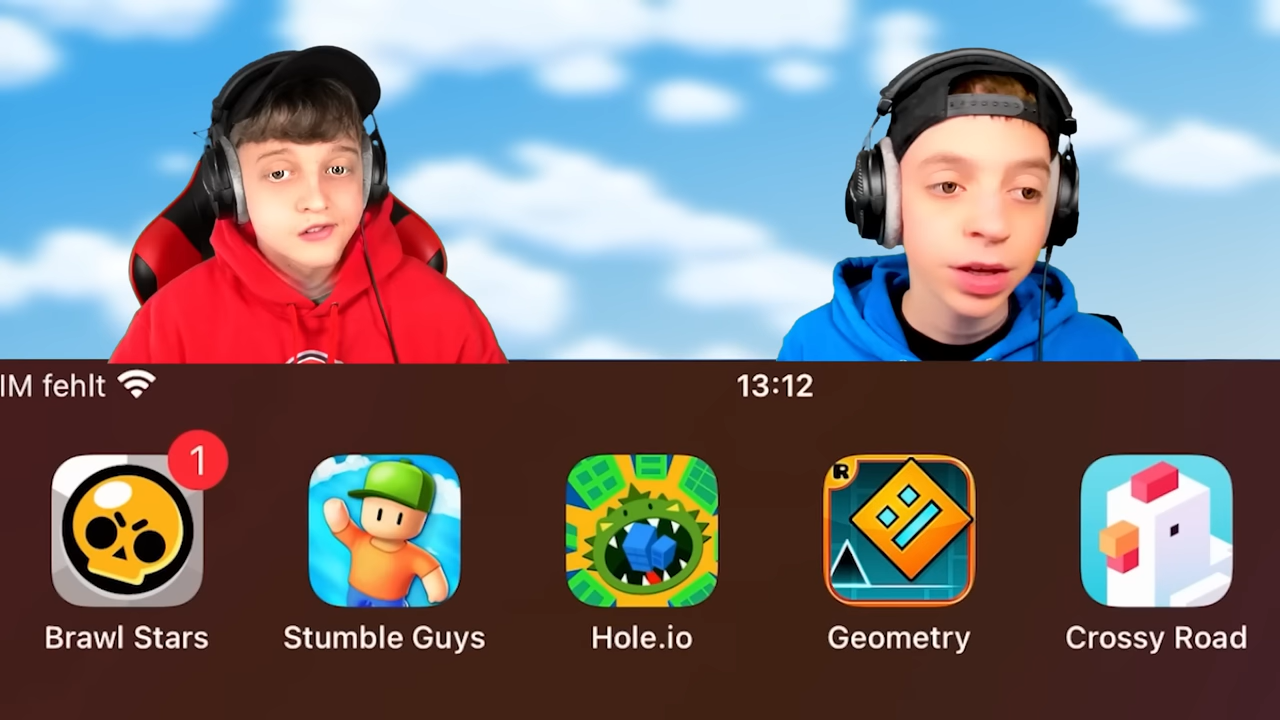 IM fehlt
13:12
1
R
Brawl Stars
Stumble Guys
Hole.io
Geometry
Crossy Road